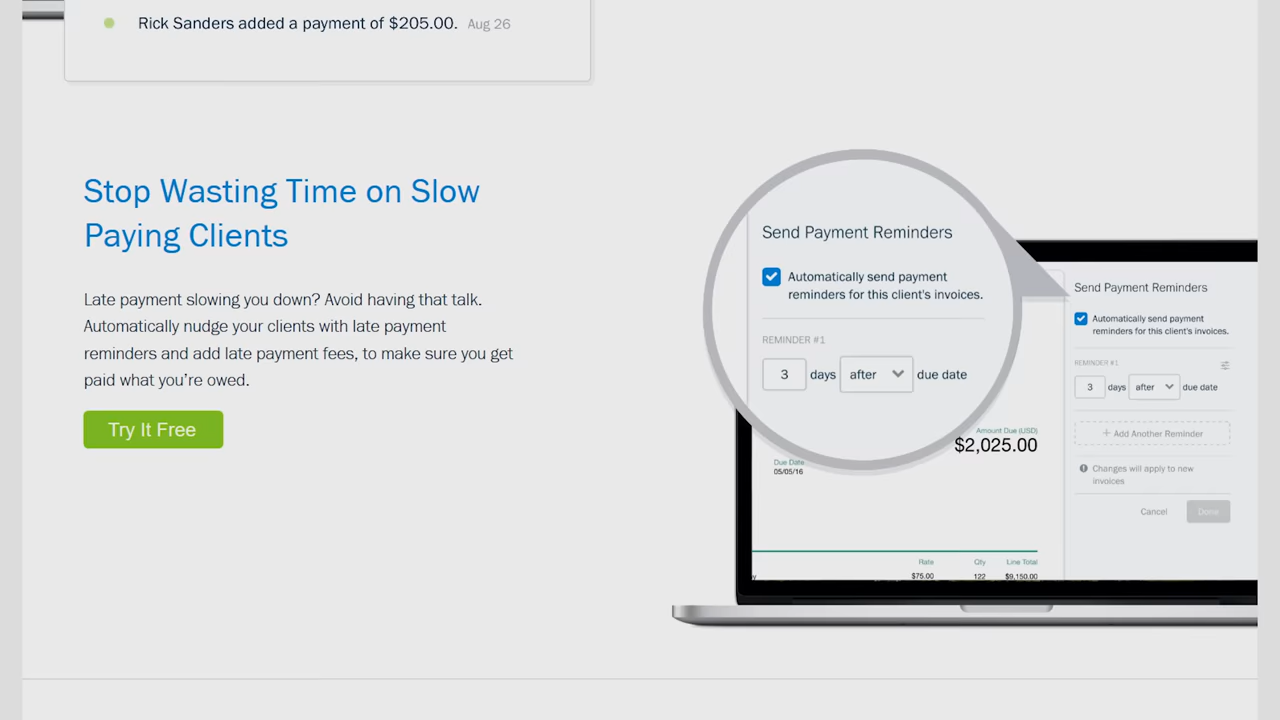 Rick Sanders added a payment of $205.00. Aug 26
Stop Wasting Time on Slow
Paying Clients
Late payment slowing you down? Avoid having that talk.
Automatically nudge your clients with late payment
reminders and add late payment fees, to make sure you get
paid what you're owed.
Try It Free
Send Payment Reminders
Automatically send payment
reminders for this client's invoices.
REMINDER #1
3 days after due date
Send Payment Reminders
Automatically send payment
reminders for this client's invoices.
REMINDER #1
3 days after due date
+ Add Another Reminder
Changes will apply to new
invoices
Cancel Done
Amount Due (USD)
$2,025.00
Due Date
05/05/16
Rate Qty Line Total
$75.00 122 $9,150.00